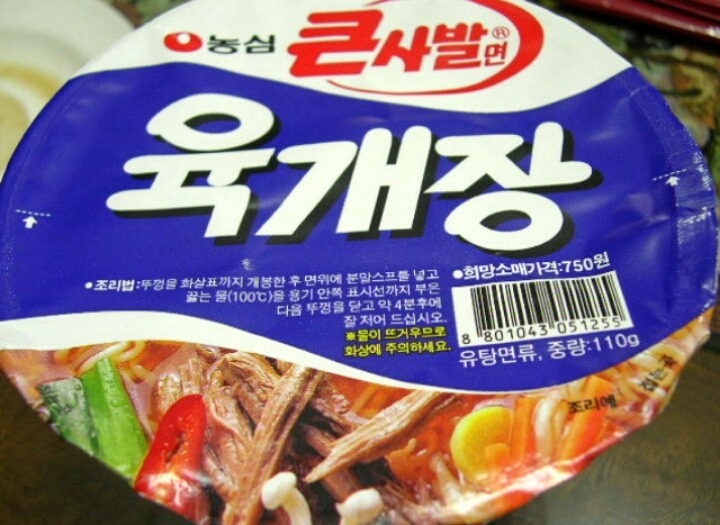 농심 큰사발면®
육개장
•조리법:뚜껑을 화살표까지 개봉한 후 면위에 분말스프를 넣고
끓는 물(100℃)을 용기 안쪽 표시선까지 부은
다음 뚜껑을 닫고 약 4분후에
잘 저어 드십시오.
※물이 뜨거우므로
화상에 주의하세요.
•희망소매가격:750원
8 801043 051255
유탕면류, 중량:110g
조리예